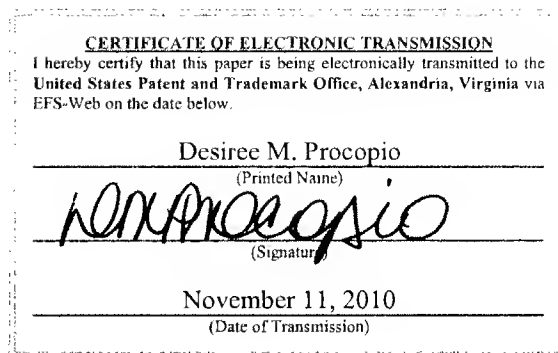 CERTIFICATE OF ELECTRONIC TRANSMISSION
I hereby certify that this paper is being electronically transmitted to the
United States Patent and Trademark Office, Alexandria, Virginia via
EFS-Web on the date below.
Desiree M. Procopio
(Printed Name)
DMProcopio
(Signature)
November 11, 2010
(Date of Transmission)